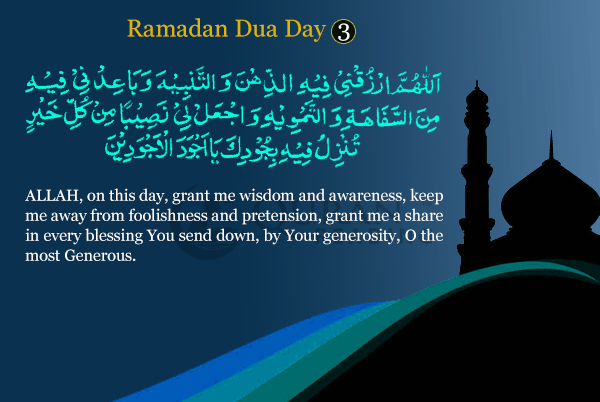 Ramadan Dua Day 3
اَللّٰهُمَّ ارْزُقْنِيْ فِيْهِ الذِّهْنَ وَ التَّنْبِيْهَ وَ بَاعِدْنِيْ فِيْهِ
مِنَ السَّفَاهَةِ وَ التَّمْوِيْهِ وَ اجْعَلْ لِيْ نَصِيْبًا مِنْ كُلِّ خَيْرٍ
تُنْزِلُ فِيْهِ بِجُوْدِكَ يَا اَجْوَدَ الْاَجْوَدِيْنَ
ALLAH, on this day, grant me wisdom and awareness, keep
me away from foolishness and pretension, grant me a share
in every blessing You send down, by Your generosity, O the
most Generous.